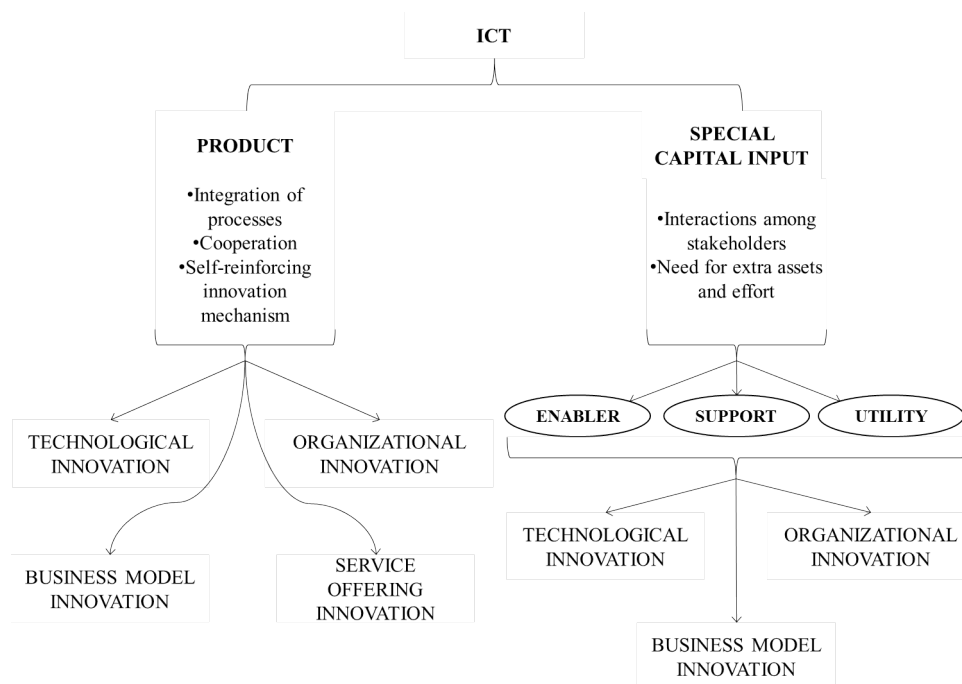 ICT
PRODUCT
•Integration of
processes
•Cooperation
•Self-reinforcing
innovation
mechanism
SPECIAL
CAPITAL INPUT
•Interactions among
stakeholders
•Need for extra assets
and effort
TECHNOLOGICAL
INNOVATION
ORGANIZATIONAL
INNOVATION
BUSINESS MODEL
INNOVATION
SERVICE
OFFERING
INNOVATION
ENABLER
SUPPORT
UTILITY
TECHNOLOGICAL
INNOVATION
ORGANIZATIONAL
INNOVATION
BUSINESS MODEL
INNOVATION